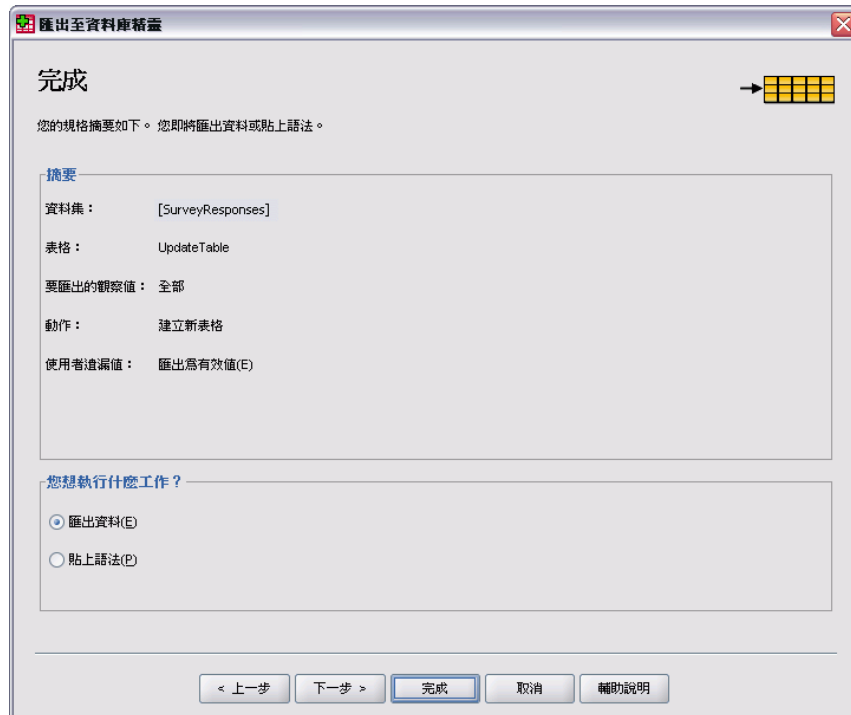 匯出至資料庫精靈
完成
您的規格摘要如下。 您即將匯出資料或貼上語法。
摘要
資料集： [SurveyResponses]
表格： UpdateTable
要匯出的觀察值： 全部
動作： 建立新表格
使用者遺漏值： 匯出為有效值(E)
您想執行什麼工作？
匯出資料(E)
貼上語法(P)
< 上一步 下一步 > 完成 取消 輔助說明